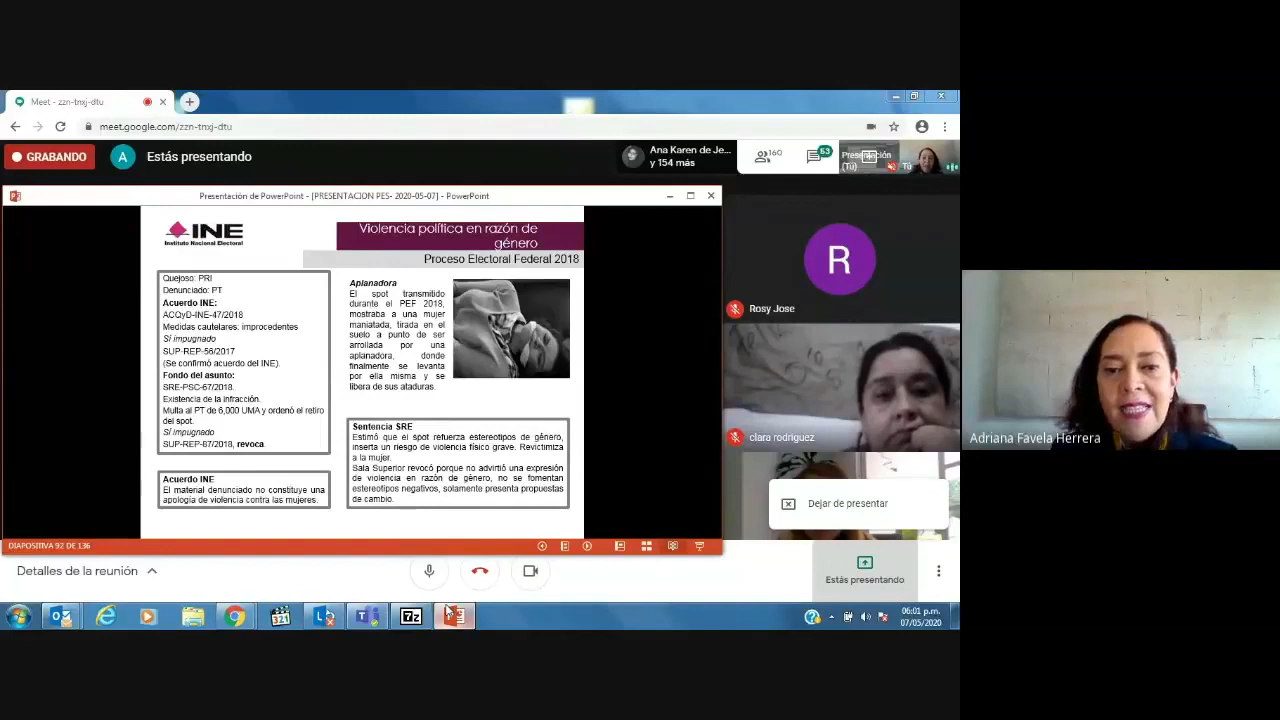 Meet - zzn-tnxj-dtu
meet.google.com/zzn-tnxj-dtu
GRABANDO
A
Estás presentando
Ana Karen de Je...
y 154 más
160
53
Presentación
(Tú)
Tú
Presentación de PowerPoint - [PRESENTACION PES- 2020-05-07] - PowerPoint
INE
Instituto Nacional Electoral
Violencia política en razón de
género
Proceso Electoral Federal 2018
Quejoso: PRI
Denunciado: PT
Acuerdo INE:
ACQyD-INE-47/2018
Medidas cautelares: improcedentes
Sí impugnado
SUP-REP-56/2017
(Se confirmó acuerdo del INE).
Fondo del asunto:
SRE-PSC-67/2018.
Existencia de la infracción.
Multa al PT de 6,000 UMA y ordenó el retiro
del spot.
Sí impugnado
SUP-REP-87/2018, revoca.
Acuerdo INE
El material denunciado no constituye una
apología de violencia contra las mujeres.
Aplanadora
El spot transmitido
durante el PEF 2018,
mostraba a una mujer
maniatada, tirada en el
suelo a punto de ser
arrollada por una
aplanadora, donde
finalmente se levanta
por ella misma y se
libera de sus ataduras.
Sentencia SRE
Estimó que el spot refuerza estereotipos de género,
inserta un riesgo de violencia físico grave. Revictimiza
a la mujer.
Sala Superior revocó porque no advirtió una expresión
de violencia en razón de género, no se fomentan
estereotipos negativos, solamente presenta propuestas
de cambio.
R
Rosy Jose
clara rodriguez
Dejar de presentar
Adriana Favela Herrera
DIAPOSITIVA 92 DE 136
Detalles de la reunión
Estás presentando
321
7z
06:01 p.m.
07/05/2020